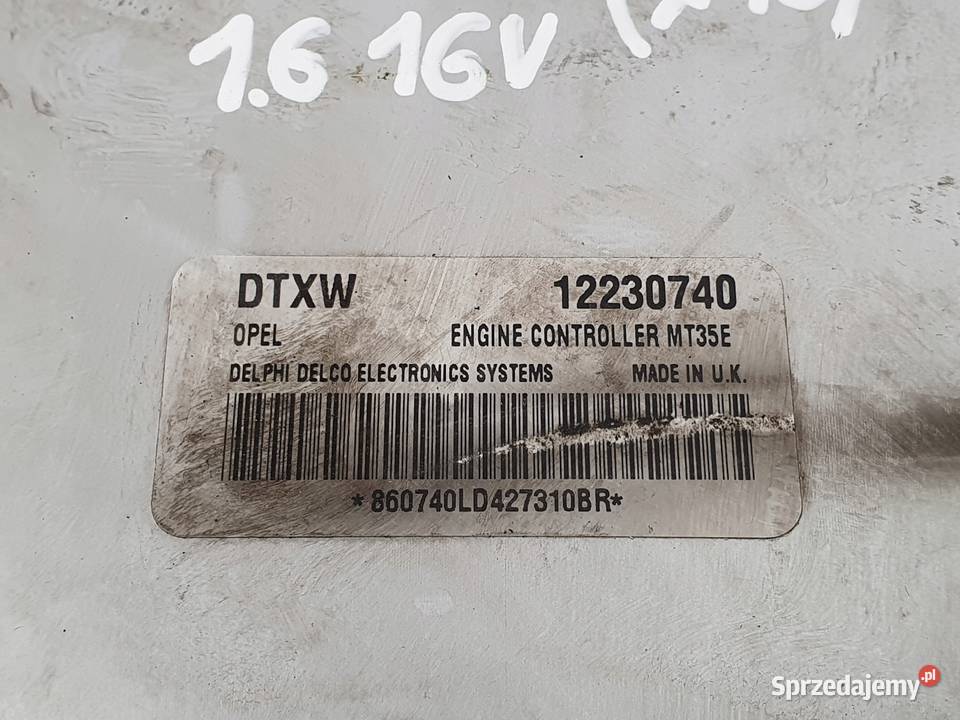 1.6 16V
DTXW 12230740
OPEL ENGINE CONTROLLER MT35E
DELPHI DELCO ELECTRONICS SYSTEMS MADE IN U.K.
*860740LD427310BR*
Sprzedajemy.pl